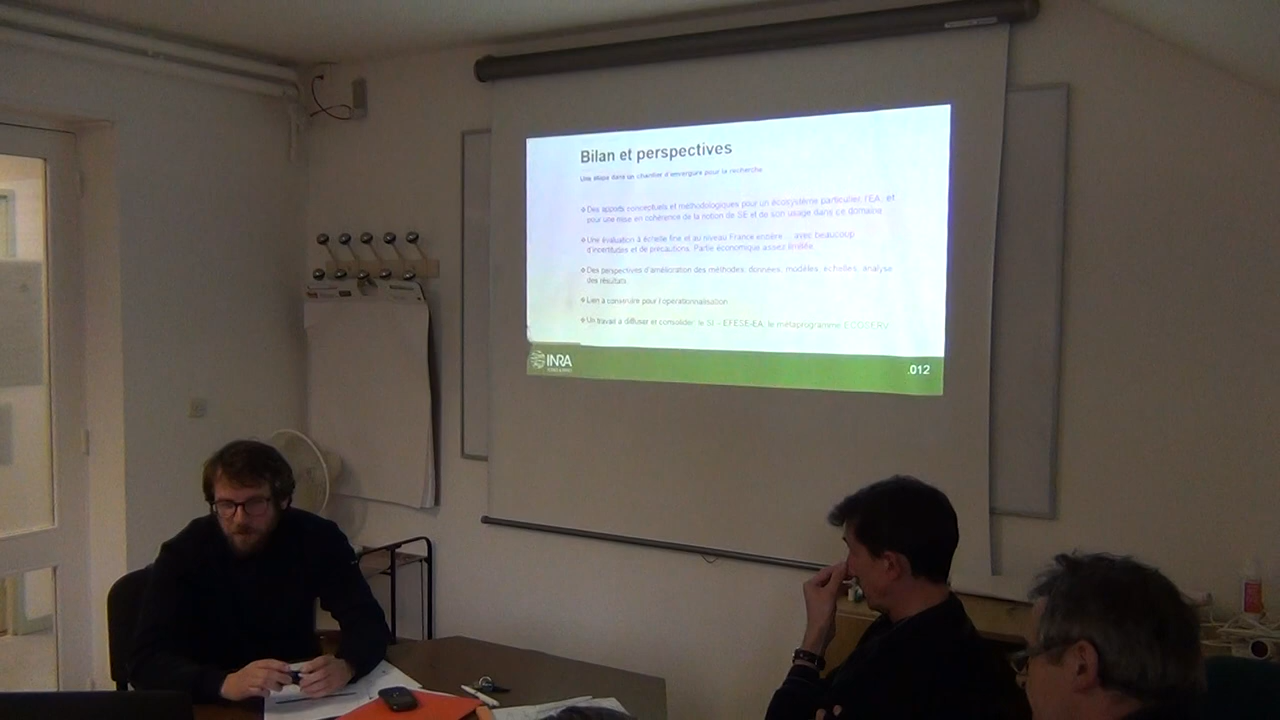 Bilan et perspectives
Une étape dans un chantier d'envergure pour la recherche
❖ Des apports conceptuels et méthodologiques pour un écosystème particulier, l'EA, et
pour une mise en cohérence de la notion de SE et de son usage dans ce domaine
❖ Une évaluation à échelle fine et au niveau France entière ... avec beaucoup
d'incertitudes et de précautions. Partie économique assez limitée
❖ Des perspectives d'amélioration des méthodes, données, modèles, échelles, analyse
des résultats
❖ Lien à construire pour l'opérationnalisation
❖ Un travail à diffuser et consolider: le SI – EFESE-EA, le métaprogramme ECOSERV
INRA
.012